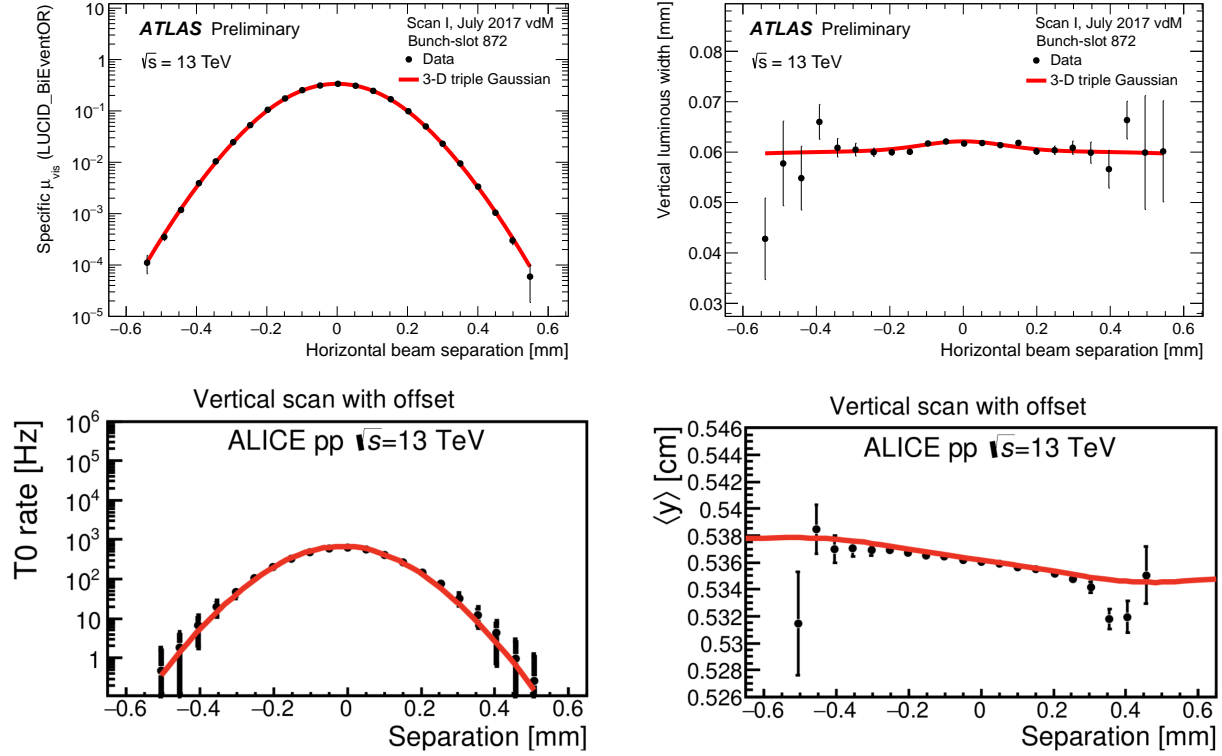 ATLAS Preliminary
√s = 13 TeV
Scan I, July 2017 vdM
Bunch-slot 872
Data
3-D triple Gaussian
Specific μvis (LUCID_BiEventOR)
10
1
10⁻¹
10⁻²
10⁻³
10⁻⁴
10⁻⁵
−0.6 −0.4 −0.2 0 0.2 0.4 0.6
Horizontal beam separation [mm]
ATLAS Preliminary
√s = 13 TeV
Scan I, July 2017 vdM
Bunch-slot 872
Data
3-D triple Gaussian
Vertical luminous width [mm]
0.08
0.07
0.06
0.05
0.04
0.03
−0.6 −0.4 −0.2 0 0.2 0.4 0.6
Horizontal beam separation [mm]
Vertical scan with offset
ALICE pp √s=13 TeV
T0 rate [Hz]
10⁶
10⁵
10⁴
10³
10²
10
1
−0.6 −0.4 −0.2 0 0.2 0.4 0.6
Separation [mm]
Vertical scan with offset
ALICE pp √s=13 TeV
⟨y⟩ [cm]
0.546
0.544
0.542
0.54
0.538
0.536
0.534
0.532
0.53
0.528
0.526
−0.6 −0.4 −0.2 0 0.2 0.4 0.6
Separation [mm]